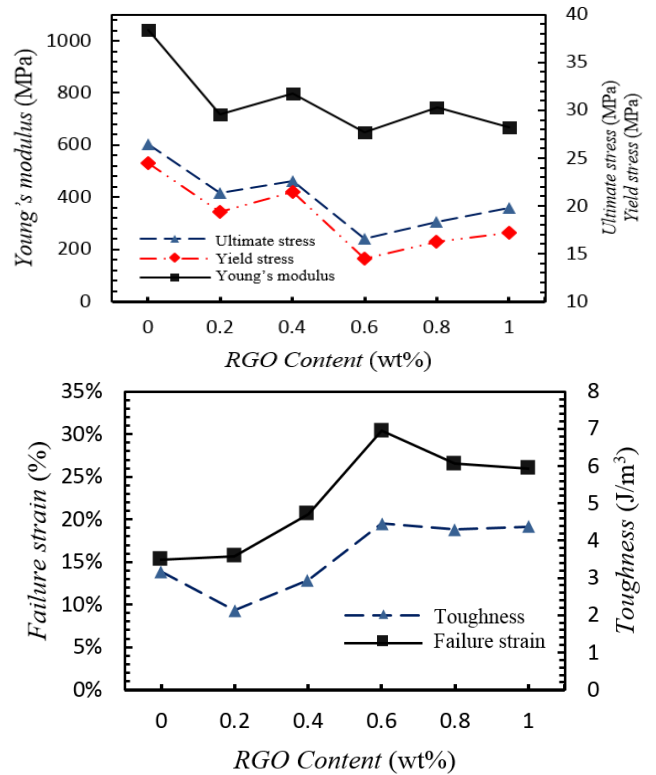 1000
800
600
400
200
0
Young's modulus (MPa)
40
35
30
25
20
15
10
Ultimate stress (MPa)
Yield stress (MPa)
Ultimate stress
Yield stress
Young's modulus
0 0.2 0.4 0.6 0.8 1
RGO Content (wt%)
35%
30%
25%
20%
15%
10%
5%
0%
Failure strain (%)
8
7
6
5
4
3
2
1
0
Toughness (J/m³)
Toughness
Failure strain
0 0.2 0.4 0.6 0.8 1
RGO Content (wt%)